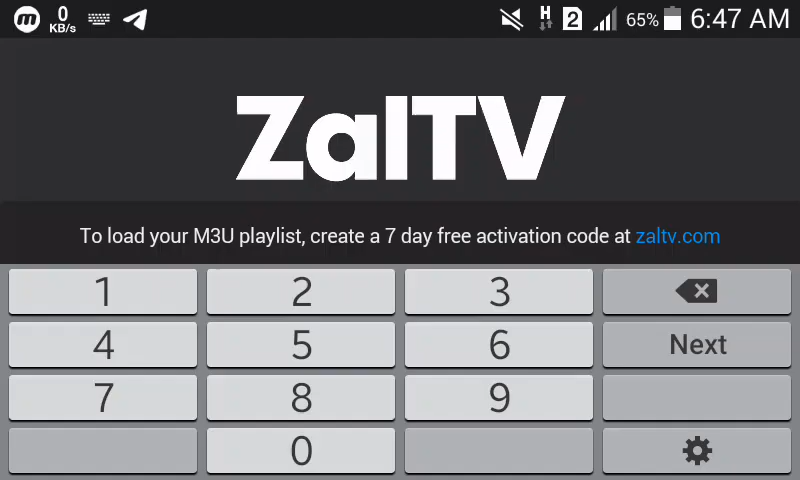 m 0 KB/s H 2 65% 6:47 AM
ZalTV
To load your M3U playlist, create a 7 day free activation code at zaltv.com
1 2 3
4 5 6 Next
7 8 9
0